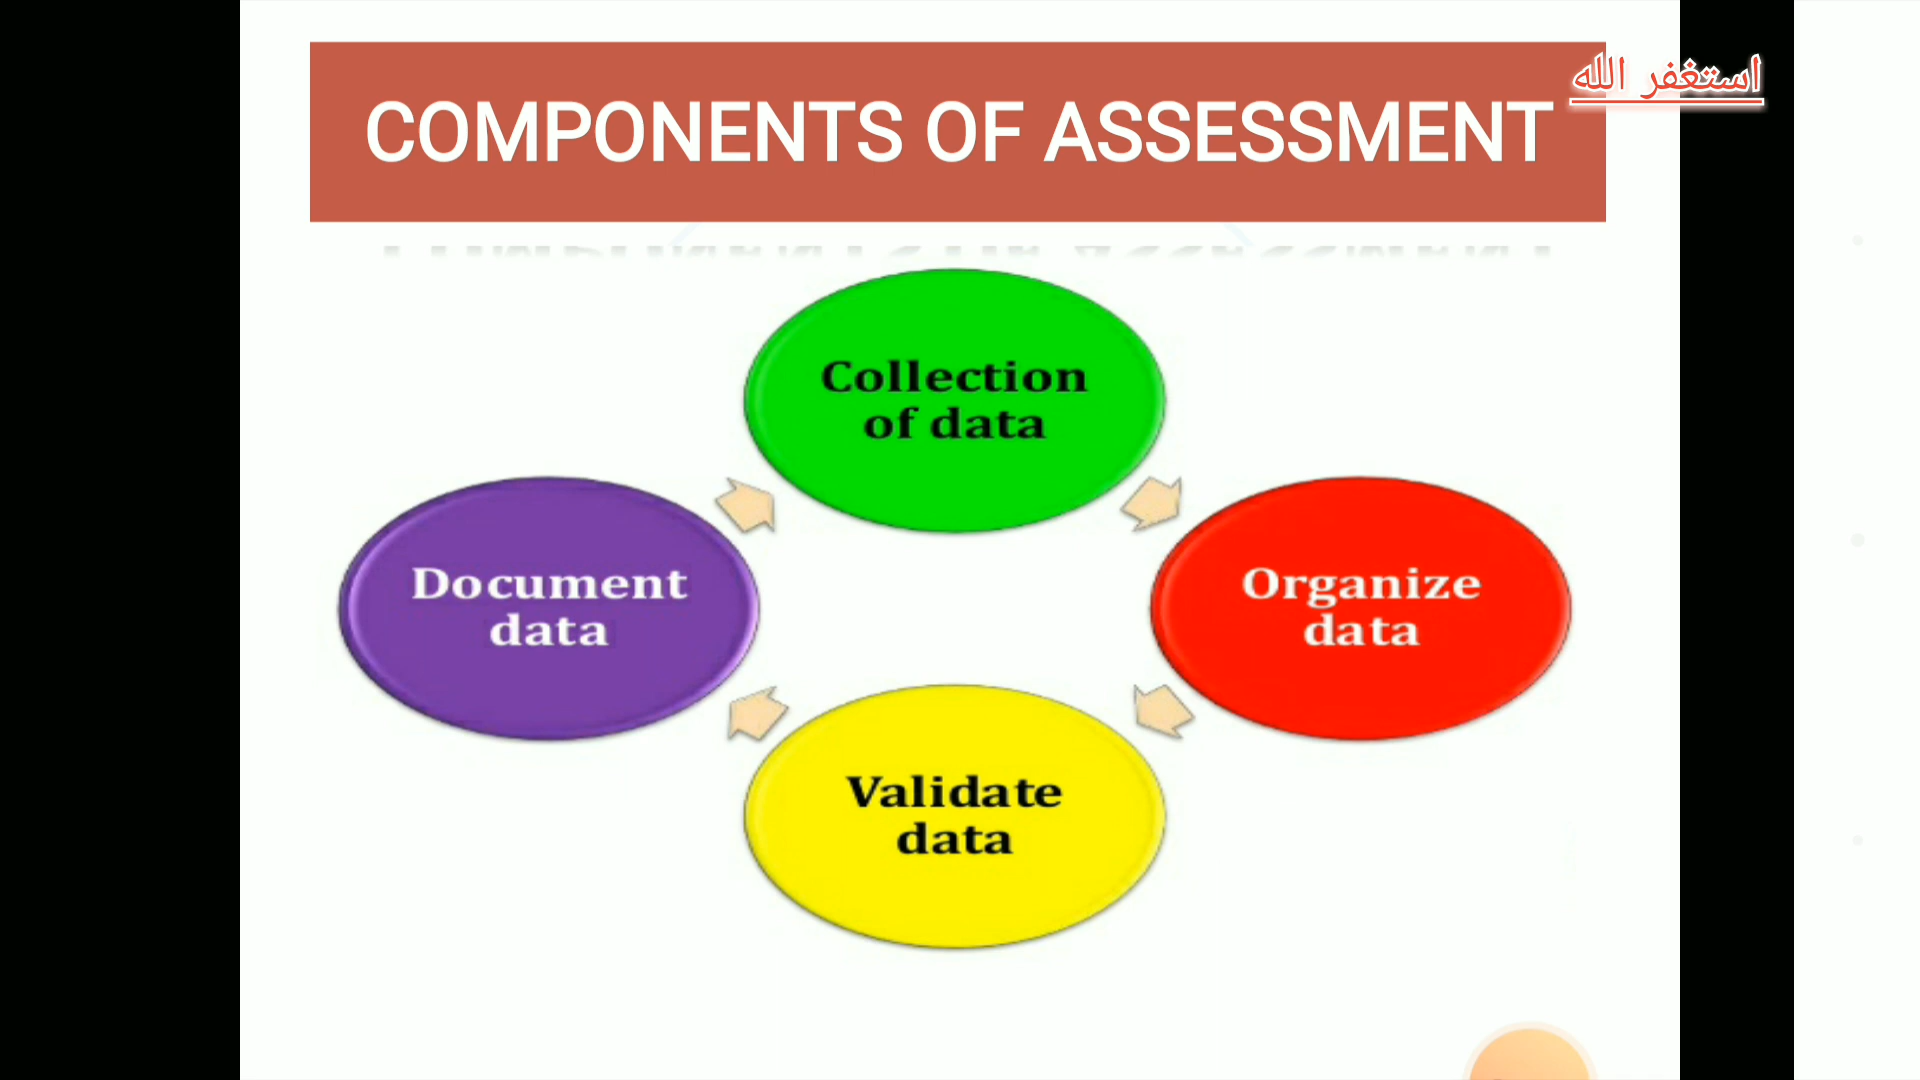 COMPONENTS OF ASSESSMENT
استغفر الله
Collection
of data
Organize
data
Validate
data
Document
data